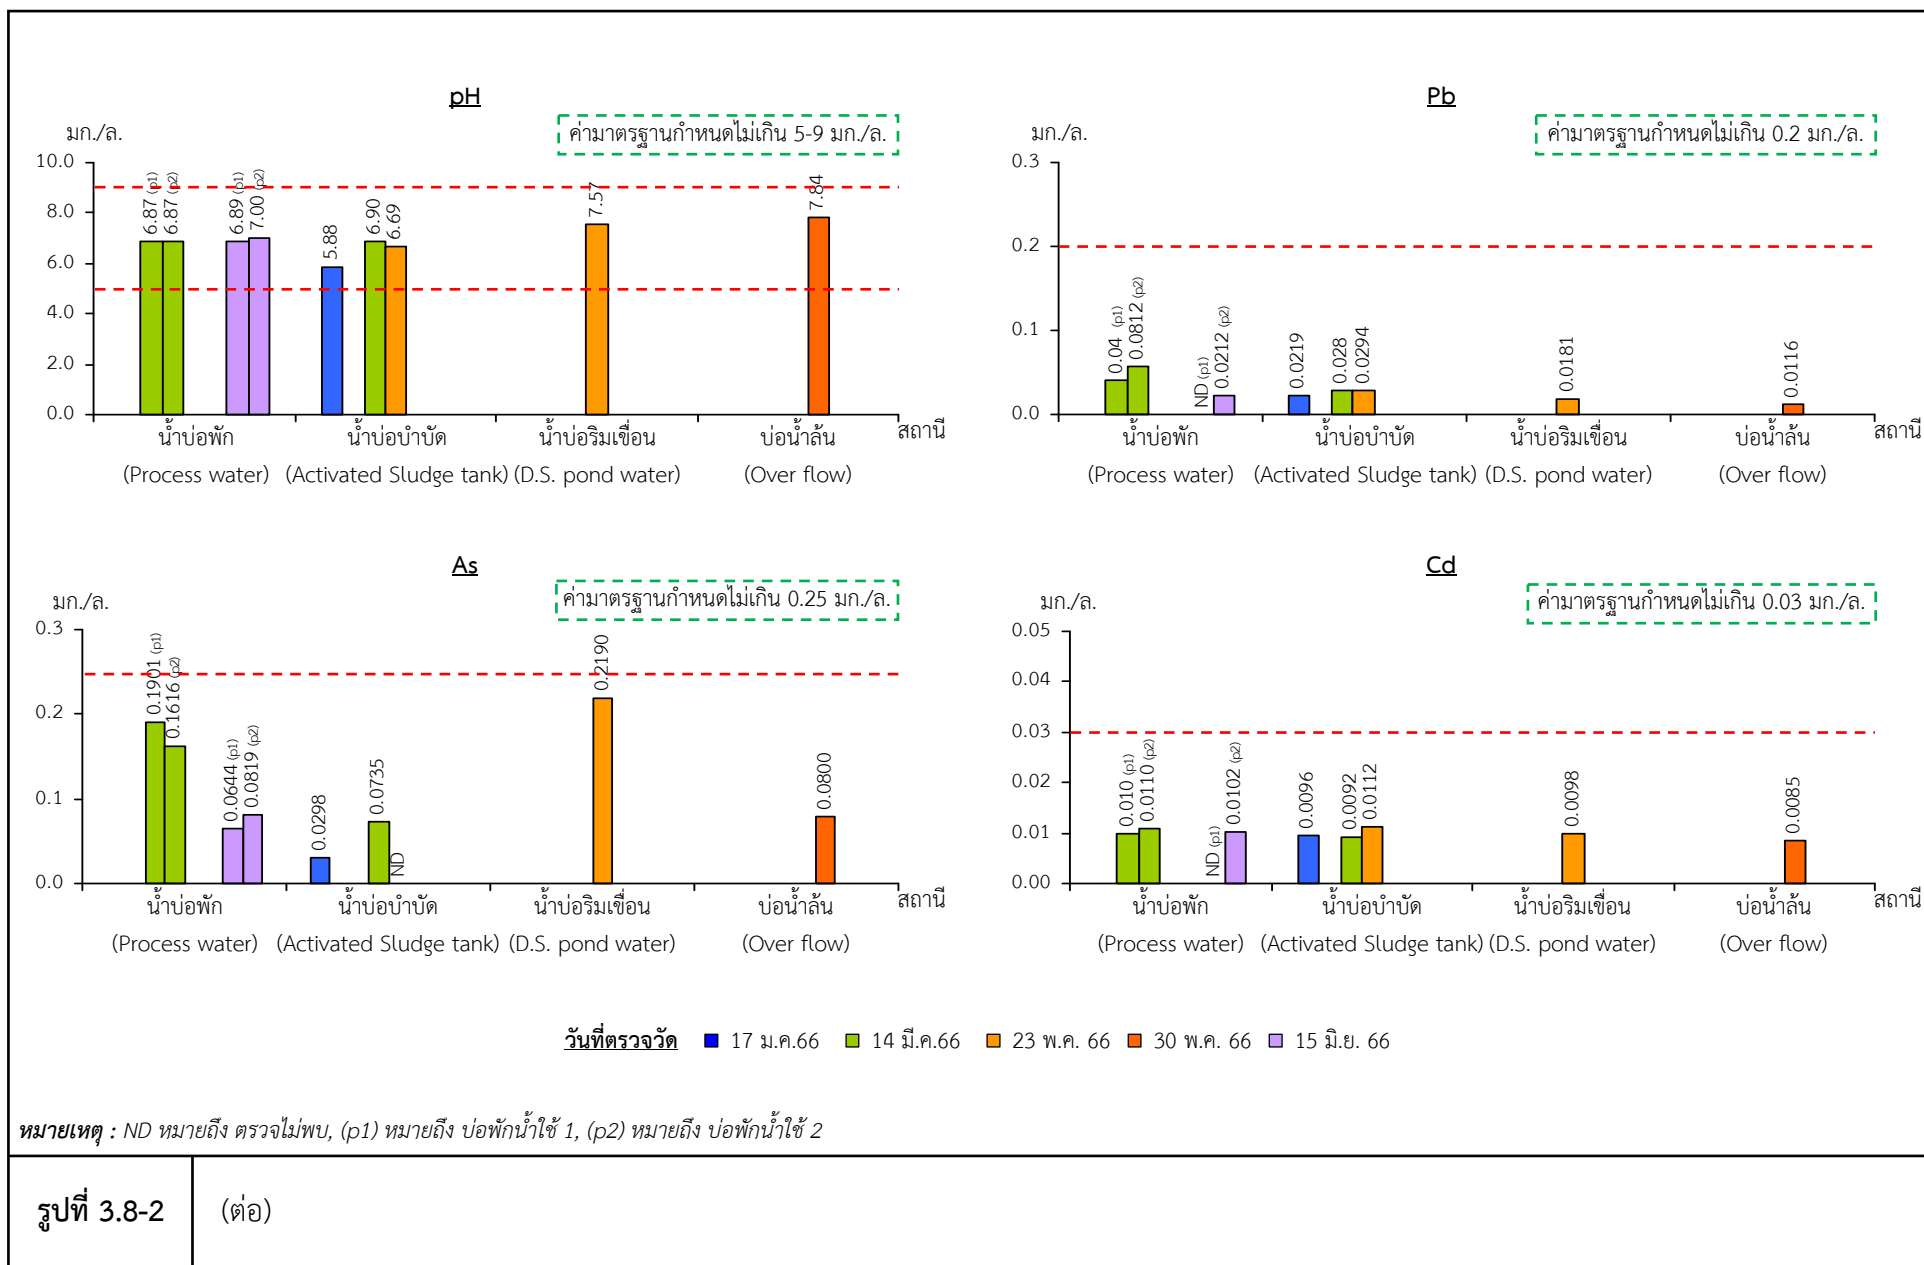 pH
มก./ล.
ค่ามาตรฐานกำหนดไม่เกิน 5-9 มก./ล.
10.0
8.0
6.0
4.0
2.0
0.0
6.87 (p1)
6.87 (p2)
6.89 (p1)
7.00 (p2)
5.88
6.90
6.69
7.57
7.84
น้ำบ่อพัก น้ำบ่อบำบัด น้ำบ่อริมเขื่อน บ่อน้ำล้น สถานี
(Process water) (Activated Sludge tank) (D.S. pond water) (Over flow)
Pb
มก./ล.
ค่ามาตรฐานกำหนดไม่เกิน 0.2 มก./ล.
0.3
0.2
0.1
0.0
0.04 (p1)
0.0812 (p2)
ND (p1)
0.0212 (p2)
0.0219
0.028
0.0294
0.0181
0.0116
น้ำบ่อพัก น้ำบ่อบำบัด น้ำบ่อริมเขื่อน บ่อน้ำล้น สถานี
(Process water) (Activated Sludge tank) (D.S. pond water) (Over flow)
As
มก./ล.
ค่ามาตรฐานกำหนดไม่เกิน 0.25 มก./ล.
0.3
0.2
0.1
0.0
0.1901 (p1)
0.1616 (p2)
0.0644 (p1)
0.0819 (p2)
0.0298
0.0735
ND
0.2190
0.0800
น้ำบ่อพัก น้ำบ่อบำบัด น้ำบ่อริมเขื่อน บ่อน้ำล้น สถานี
(Process water) (Activated Sludge tank) (D.S. pond water) (Over flow)
Cd
มก./ล.
ค่ามาตรฐานกำหนดไม่เกิน 0.03 มก./ล.
0.05
0.04
0.03
0.02
0.01
0.00
0.010 (p1)
0.0110 (p2)
ND (p1)
0.0102 (p2)
0.0096
0.0092
0.0112
0.0098
0.0085
น้ำบ่อพัก น้ำบ่อบำบัด น้ำบ่อริมเขื่อน บ่อน้ำล้น สถานี
(Process water) (Activated Sludge tank) (D.S. pond water) (Over flow)
วันที่ตรวจวัด 17 ม.ค.66 14 มี.ค.66 23 พ.ค. 66 30 พ.ค. 66 15 มิ.ย. 66
หมายเหตุ : ND หมายถึง ตรวจไม่พบ, (p1) หมายถึง บ่อพักน้ำใช้ 1, (p2) หมายถึง บ่อพักน้ำใช้ 2
รูปที่ 3.8-2 (ต่อ)